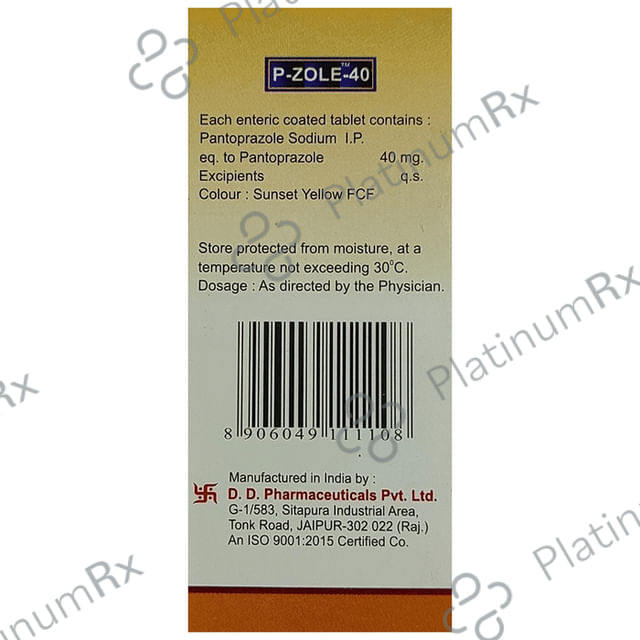 P-ZOLE™-40
Each enteric coated tablet contains :
Pantoprazole Sodium I.P.
eq. to Pantoprazole 40 mg.
Excipients q.s.
Colour : Sunset Yellow FCF
Store protected from moisture, at a
temperature not exceeding 30°C.
Dosage : As directed by the Physician.
8 906049 111108
Manufactured in India by :
D. D. Pharmaceuticals Pvt. Ltd.
G-1/583, Sitapura Industrial Area,
Tonk Road, JAIPUR-302 022 (Raj.)
An ISO 9001:2015 Certified Co.
PlatinumRx
PlatinumRx
PlatinumRx
PlatinumRx